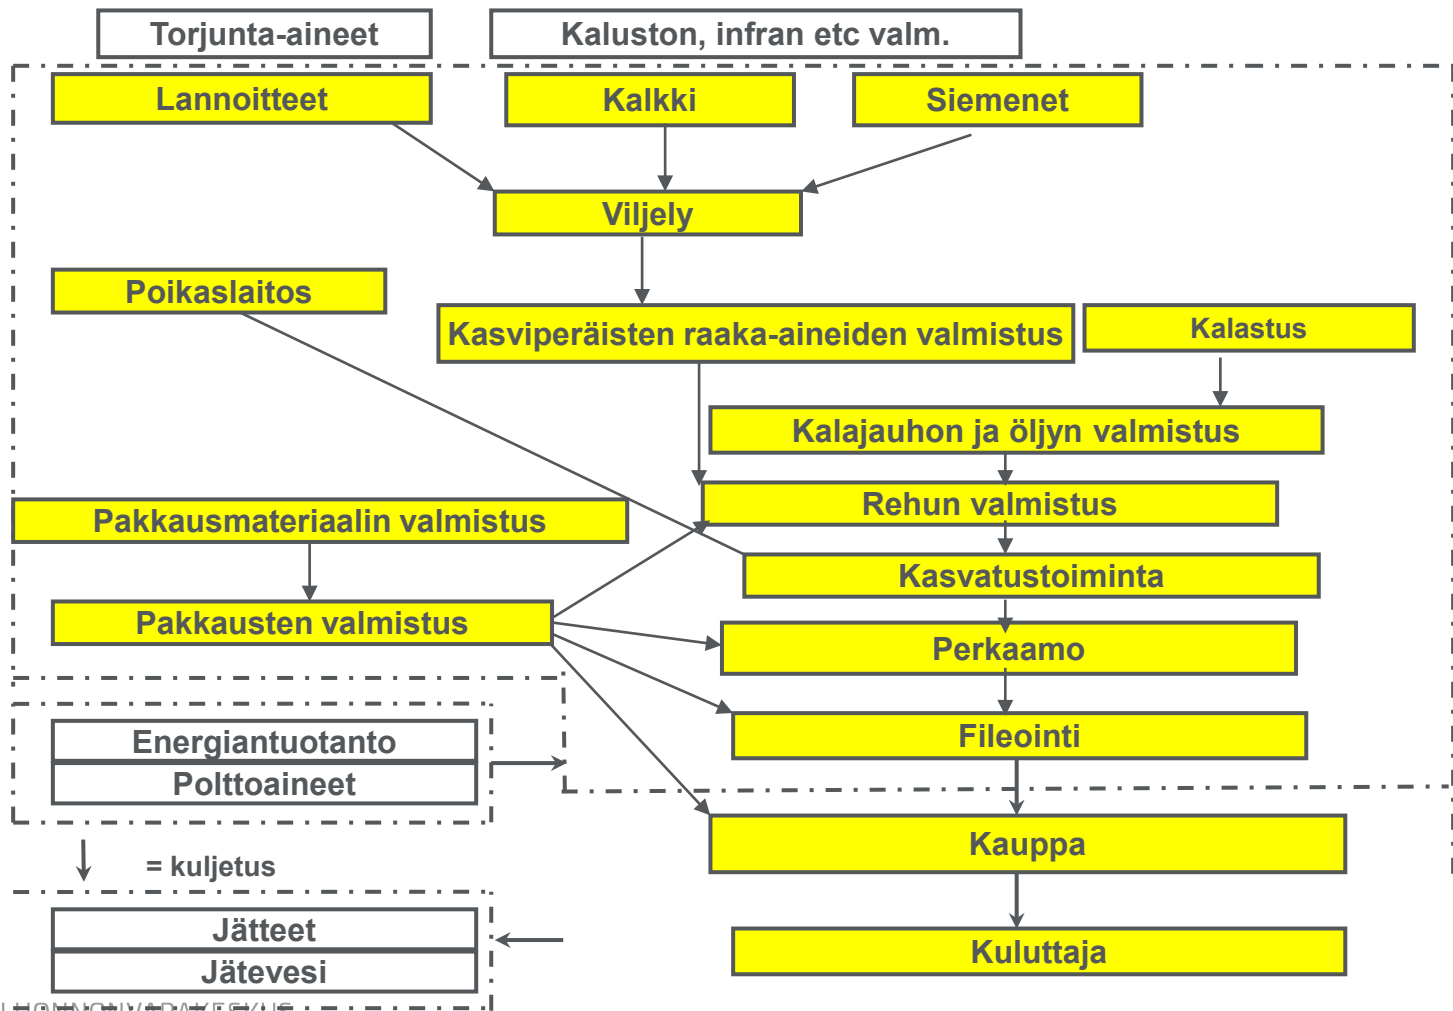 Torjunta-aineet
Kaluston, infran etc valm.
Lannoitteet
Kalkki
Siemenet
Viljely
Poikaslaitos
Kasviperäisten raaka-aineiden valmistus
Kalastus
Kalajauhon ja öljyn valmistus
Rehun valmistus
Pakkausmateriaalin valmistus
Kasvatustoiminta
Pakkausten valmistus
Perkaamo
Energiantuotanto
Fileointi
Polttoaineet
Kauppa
= kuljetus
Jätteet
Kuluttaja
Jätevesi
LUONNONVARAKESKUS